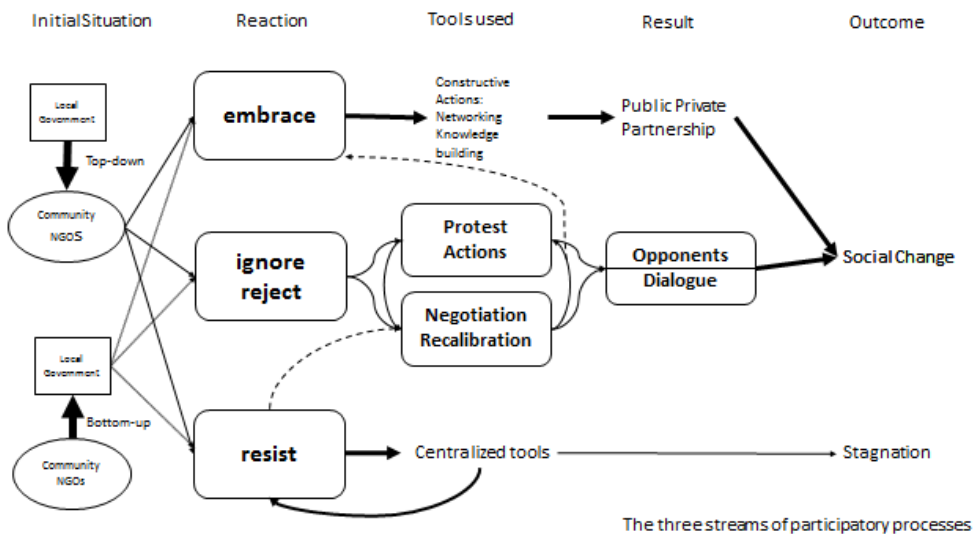 Initial Situation
Reaction
Tools used
Result
Outcome
Local
Government
Top-down
Community
NGOS
embrace
Constructive
Actions:
Networking
Knowledge
building
Public Private
Partnership
ignore
reject
Protest
Actions
Negotiation
Recalibration
Opponents
Dialogue
Social Change
Local
Government
Bottom-up
Community
NGOs
resist
Centralized tools
Stagnation
The three streams of participatory processes